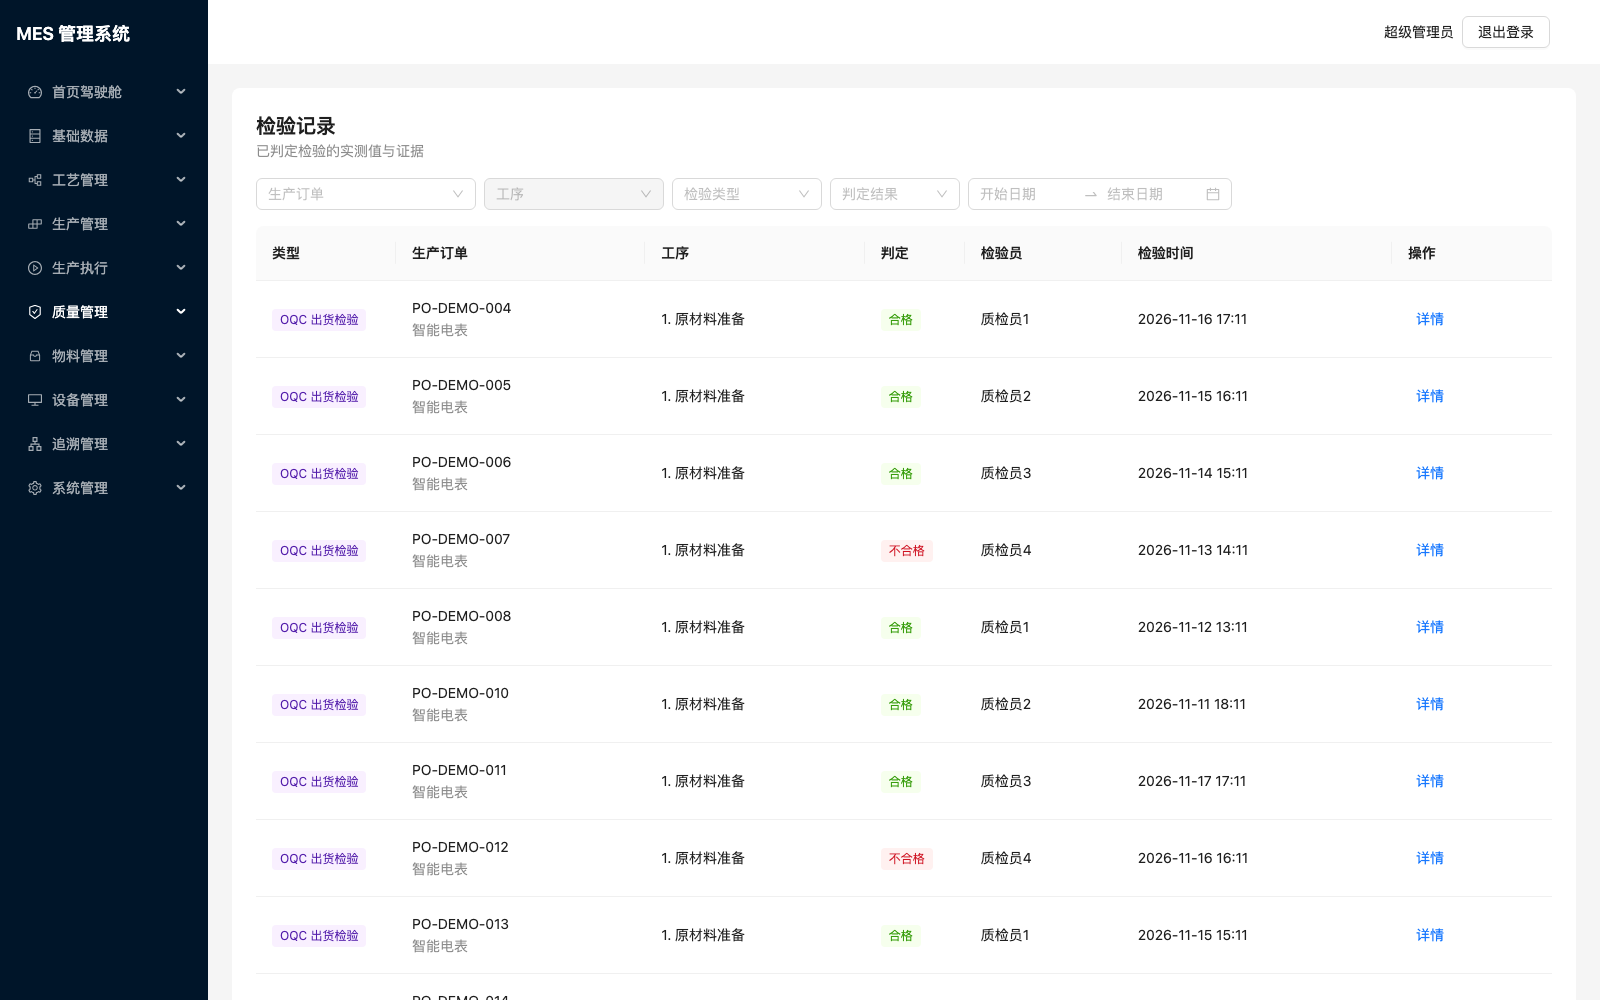 MES 管理系统
超级管理员
退出登录
首页驾驶舱
基础数据
工艺管理
生产管理
生产执行
质量管理
物料管理
设备管理
追溯管理
系统管理
检验记录
已判定检验的实测值与证据
生产订单 工序 检验类型 判定结果 开始日期 结束日期
类型 生产订单 工序 判定 检验员 检验时间 操作
OQC 出货检验 PO-DEMO-004 智能电表 1. 原材料准备 合格 质检员1 2026-11-16 17:11 详情
OQC 出货检验 PO-DEMO-005 智能电表 1. 原材料准备 合格 质检员2 2026-11-15 16:11 详情
OQC 出货检验 PO-DEMO-006 智能电表 1. 原材料准备 合格 质检员3 2026-11-14 15:11 详情
OQC 出货检验 PO-DEMO-007 智能电表 1. 原材料准备 不合格 质检员4 2026-11-13 14:11 详情
OQC 出货检验 PO-DEMO-008 智能电表 1. 原材料准备 合格 质检员1 2026-11-12 13:11 详情
OQC 出货检验 PO-DEMO-010 智能电表 1. 原材料准备 合格 质检员2 2026-11-11 18:11 详情
OQC 出货检验 PO-DEMO-011 智能电表 1. 原材料准备 合格 质检员3 2026-11-17 17:11 详情
OQC 出货检验 PO-DEMO-012 智能电表 1. 原材料准备 不合格 质检员4 2026-11-16 16:11 详情
OQC 出货检验 PO-DEMO-013 智能电表 1. 原材料准备 合格 质检员1 2026-11-15 15:11 详情